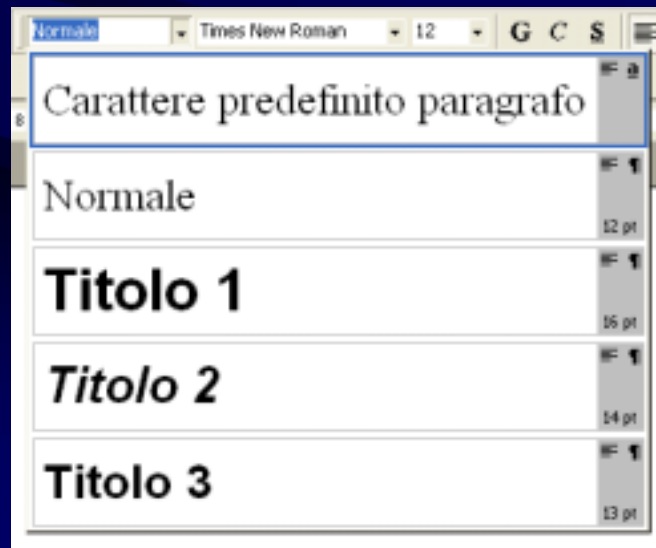 Normale Times New Roman 12 G C S
Carattere predefinito paragrafo a
8
Normale ¶
12 pt
Titolo 1 ¶
16 pt
Titolo 2 ¶
14 pt
Titolo 3 ¶
13 pt